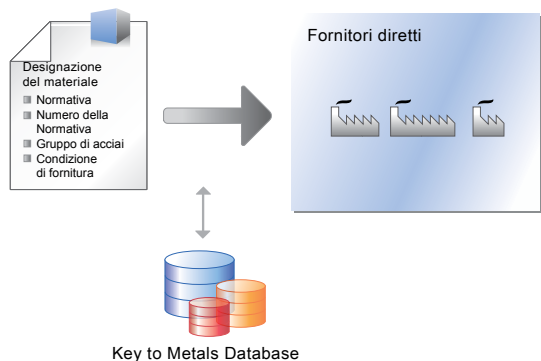 Designazione
del materiale
Normativa
Numero della
Normativa
Gruppo di acciai
Condizione
di fornitura
Fornitori diretti
Key to Metals Database